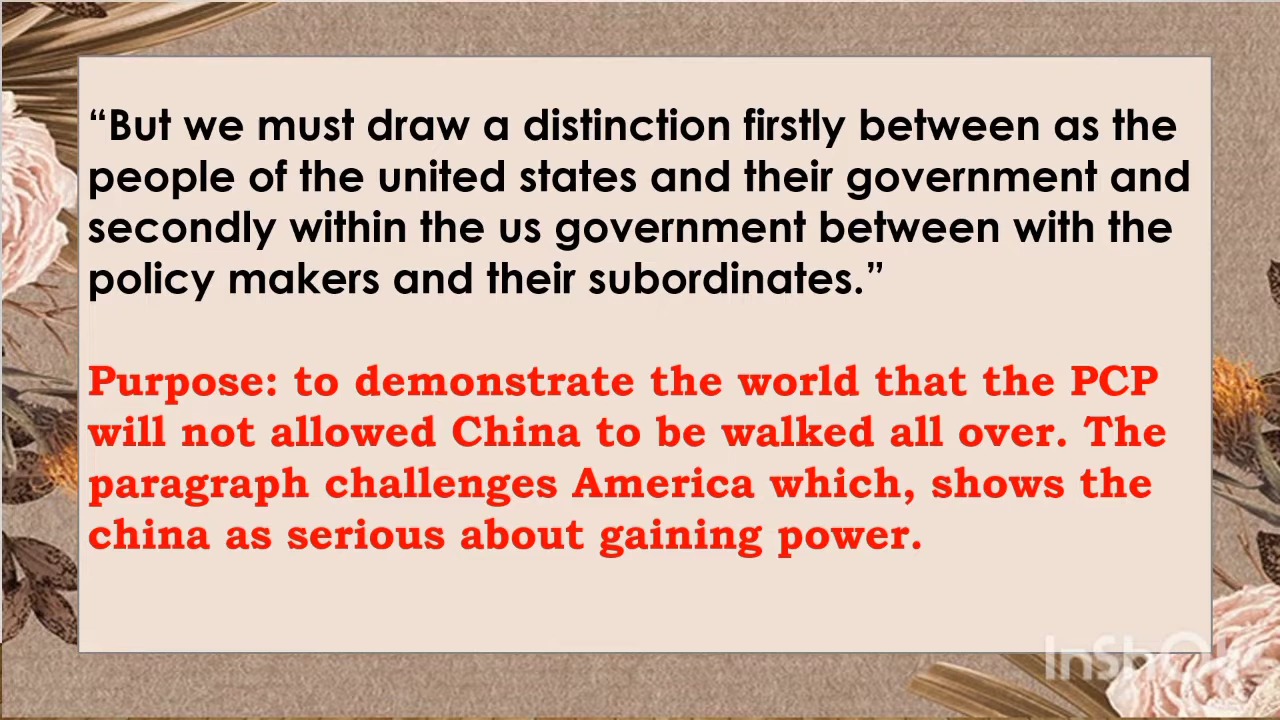 “But we must draw a distinction firstly between as the
people of the united states and their government and
secondly within the us government between with the
policy makers and their subordinates.”
Purpose: to demonstrate the world that the PCP
will not allowed China to be walked all over. The
paragraph challenges America which, shows the
china as serious about gaining power.